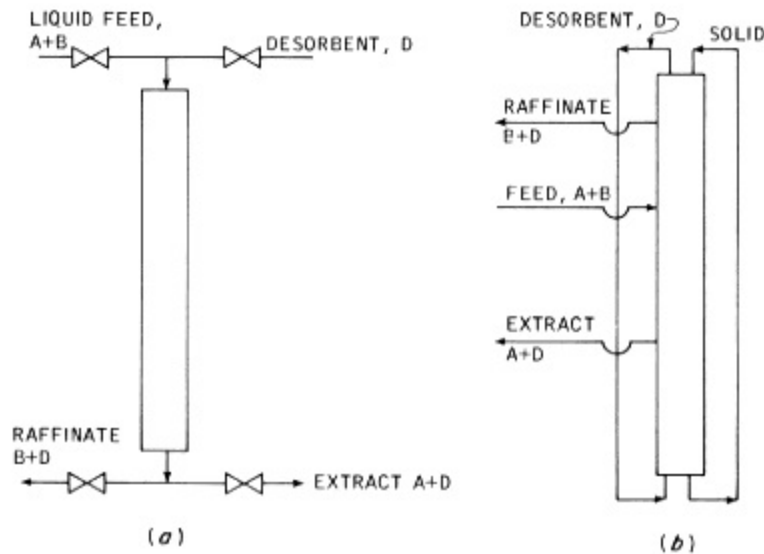 LIQUID FEED,
A+B
DESORBENT, D
RAFFINATE
B+D
EXTRACT A+D
(a)
DESORBENT, D
SOLID
RAFFINATE
B+D
FEED, A+B
EXTRACT
A+D
(b)